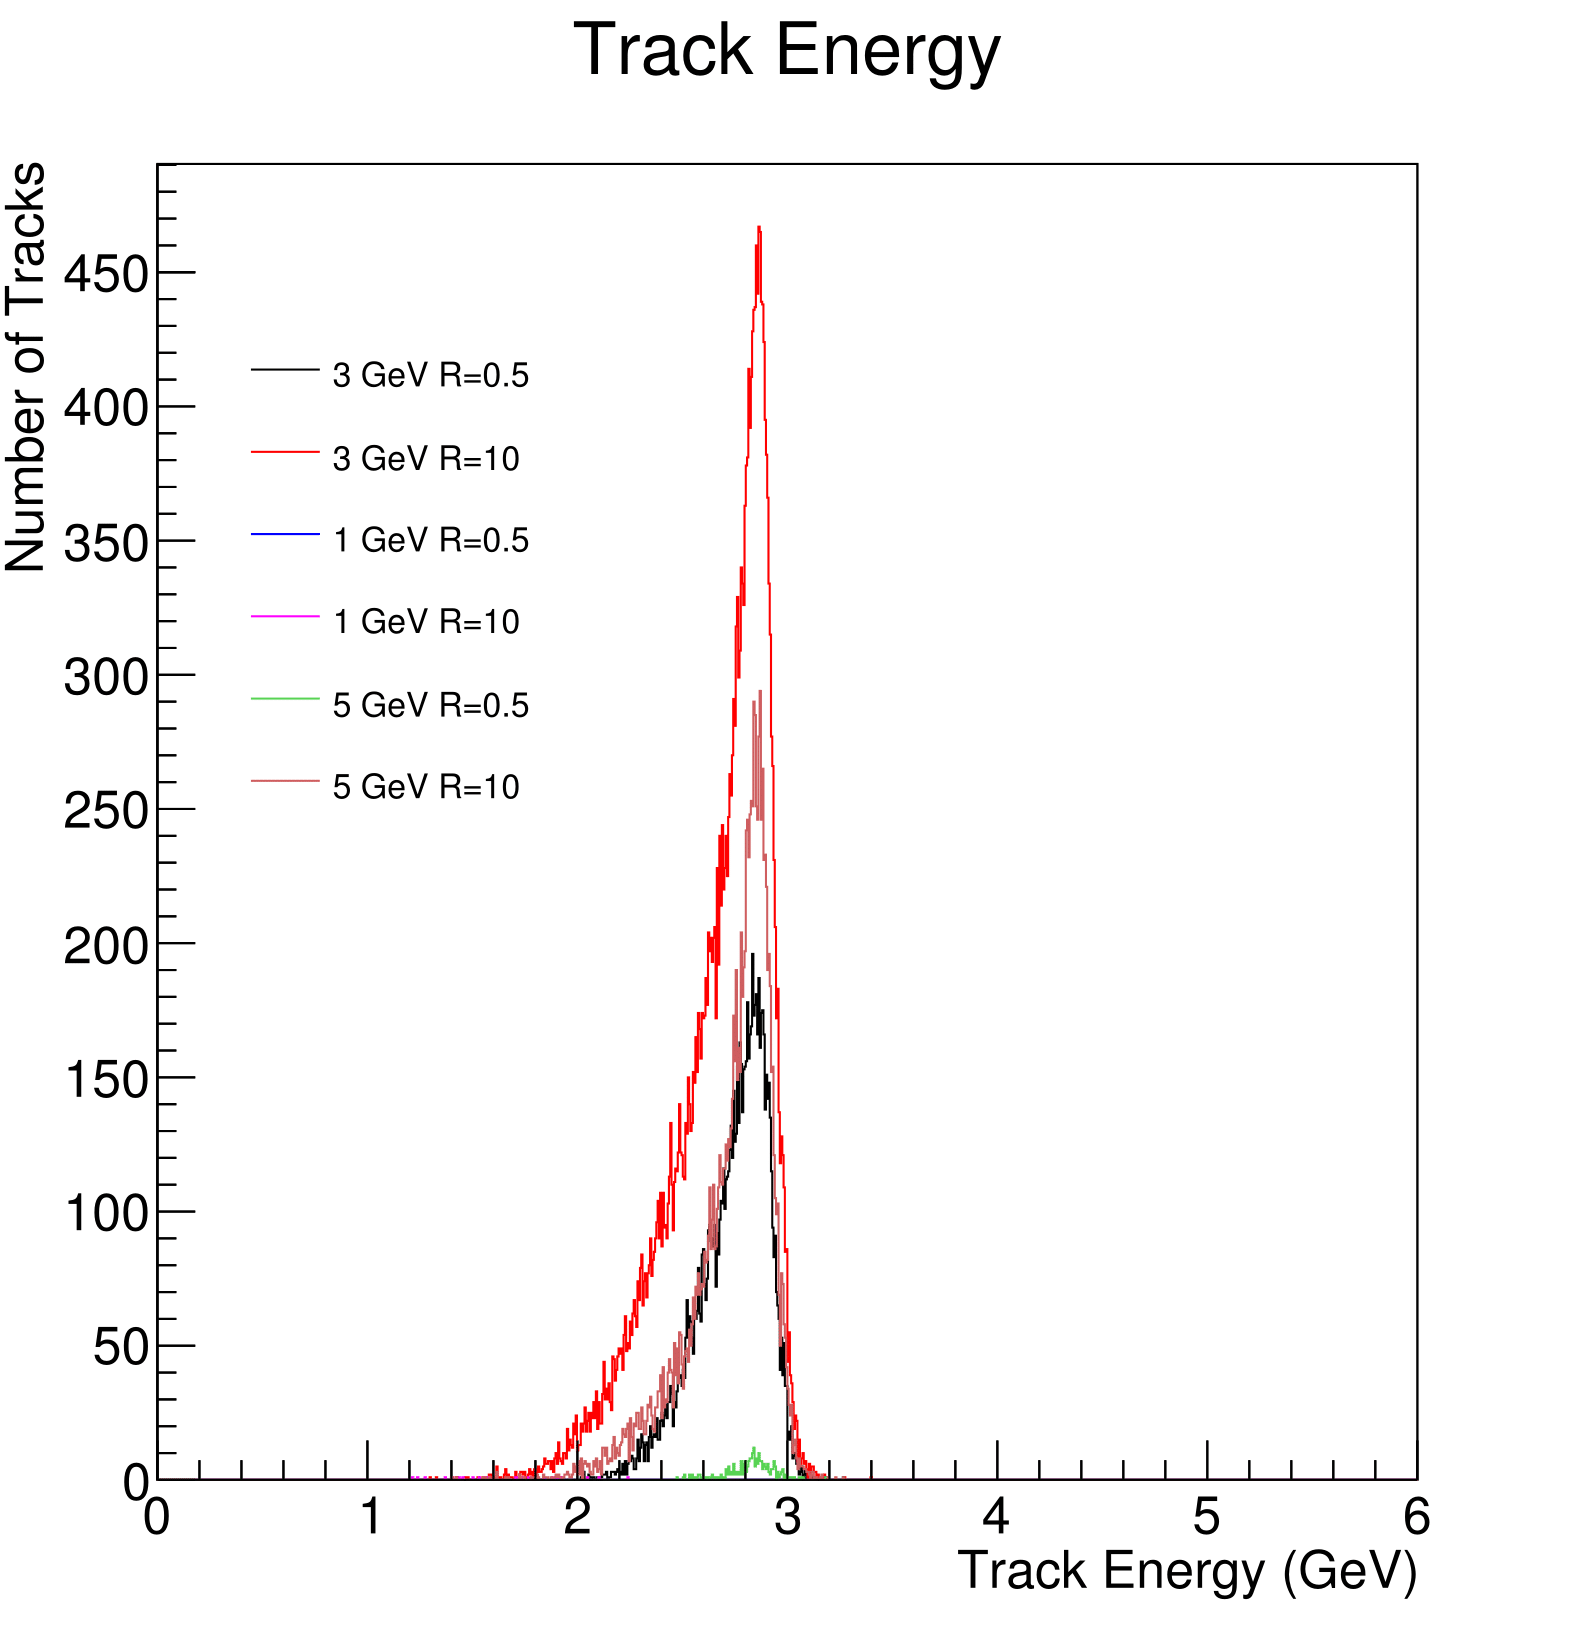 Track Energy
Number of Tracks
450
400
350
300
250
200
150
100
50
0
3 GeV R=0.5
3 GeV R=10
1 GeV R=0.5
1 GeV R=10
5 GeV R=0.5
5 GeV R=10
0 1 2 3 4 5 6
Track Energy (GeV)